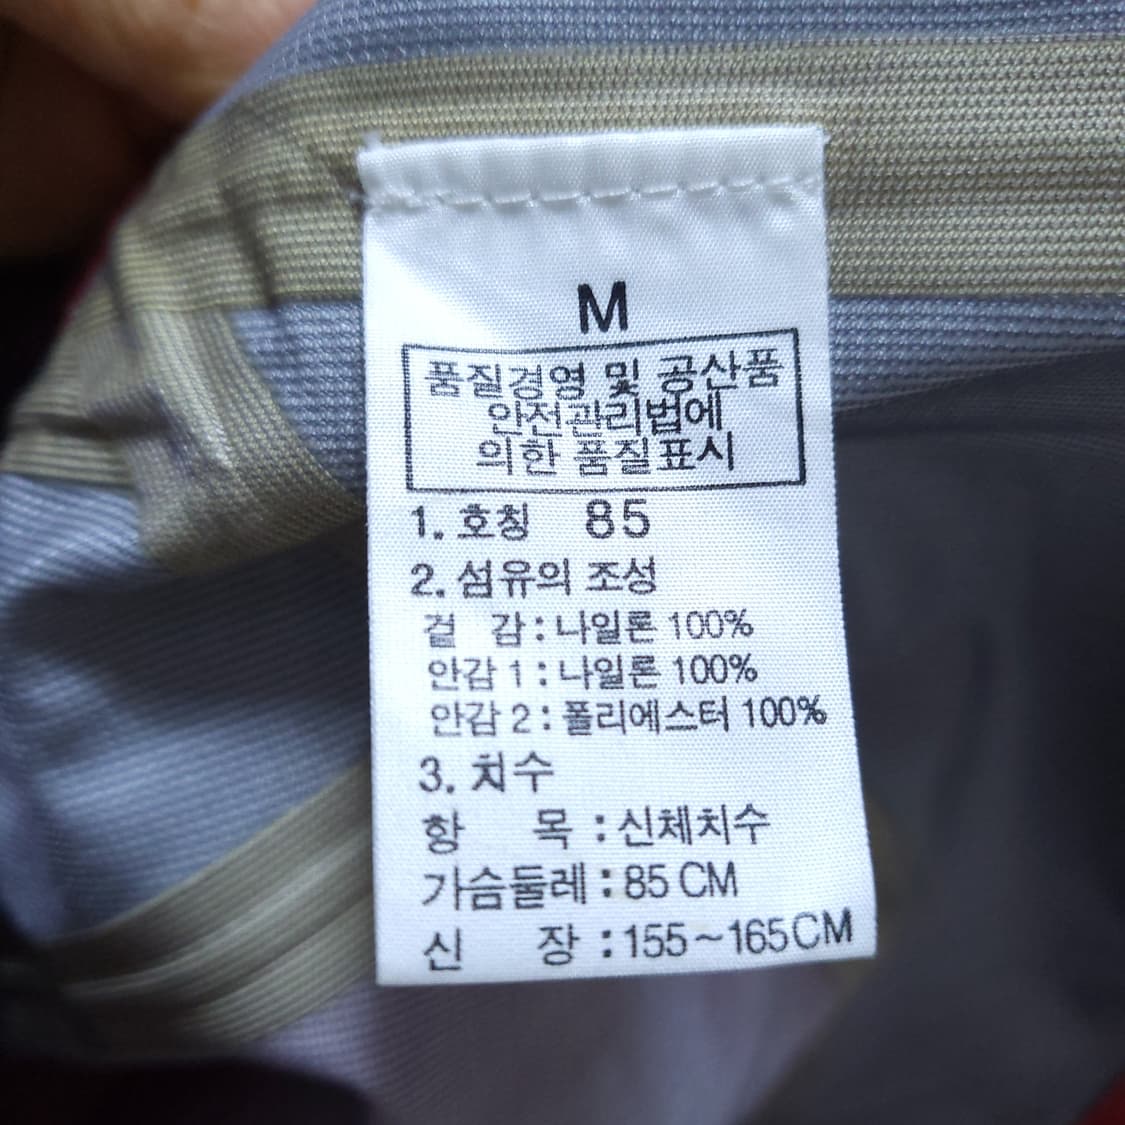 M
품질경영 및 공산품
안전관리법에
의한 품질표시
1. 호칭 85
2. 섬유의 조성
겉 감 : 나일론 100%
안감 1 : 나일론 100%
안감 2 : 폴리에스터 100%
3. 치수
항 목 : 신체치수
가슴둘레 : 85 CM
신 장 : 155~165CM